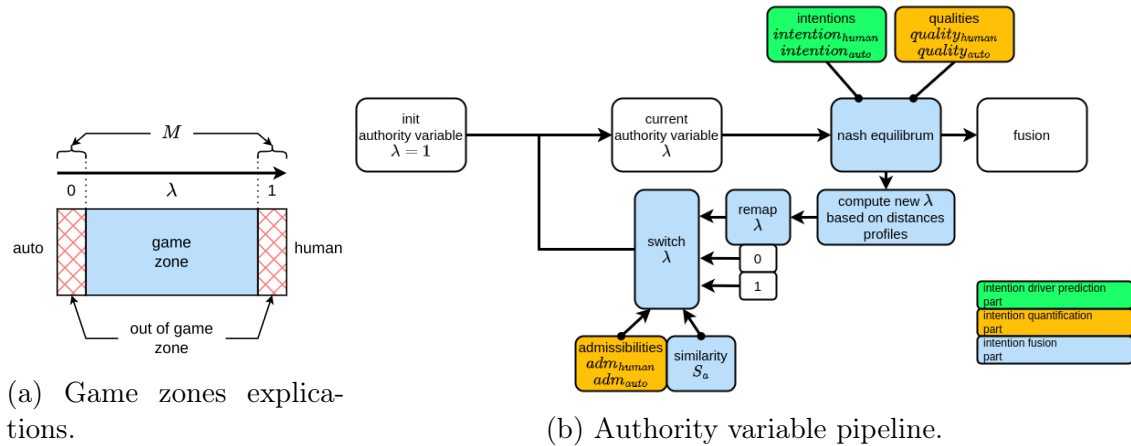 M
0
λ
1
auto
game
zone
human
out of game
zone
(a) Game zones explica-
tions.
intentions
intention_human
intention_auto
qualities
quality_human
quality_auto
init
authority variable
λ = 1
current
authority variable
λ
nash equilibrum
fusion
compute new λ
based on distances
profiles
remap
λ
switch
λ
0
1
admissibilities
adm_human
adm_auto
similarity
S_a
intention driver prediction
part
intention quantification
part
intention fusion
part
(b) Authority variable pipeline.